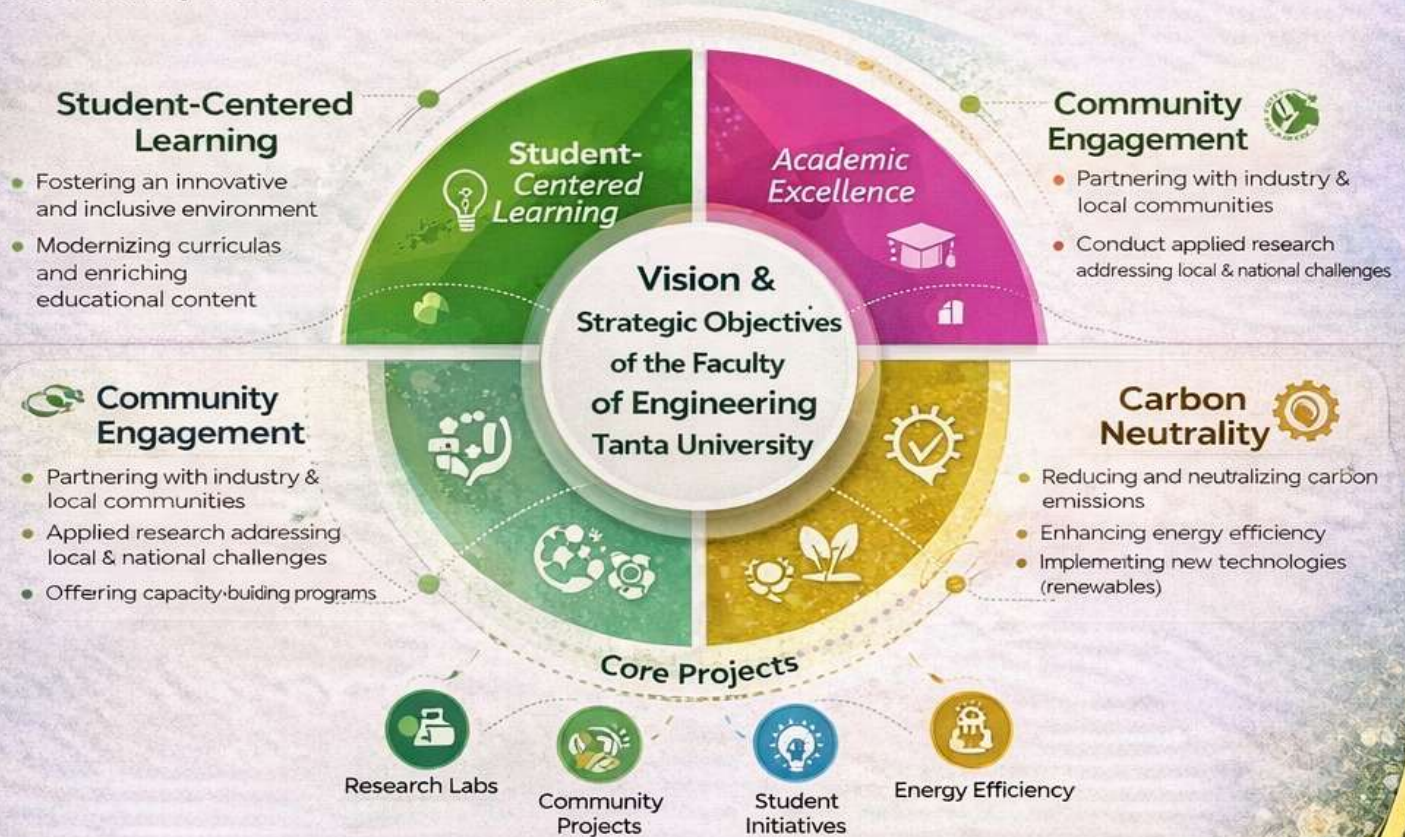 Student-Centered
Learning
Fostering an innovative
and inclusive environment
Modernizing curriculas
and enriching
educational content
Student-
Centered
Learning
Academic
Excellence
Community
Engagement
Partnering with industry &
local communities
Conduct applied research
addressing local & national challenges
Vision &
Strategic Objectives
of the Faculty
of Engineering
Tanta University
Community
Engagement
Partnering with industry &
local communities
Applied research addressing
local & national challenges
Offering capacity-buiding programs
Carbon
Neutrality
Reducing and neutralizing carbon
emissions
Enhancing energy efficiency
Implemeting new technologies
(renewables)
Core Projects
Research Labs
Community
Projects
Student
Initiatives
Energy Efficiency